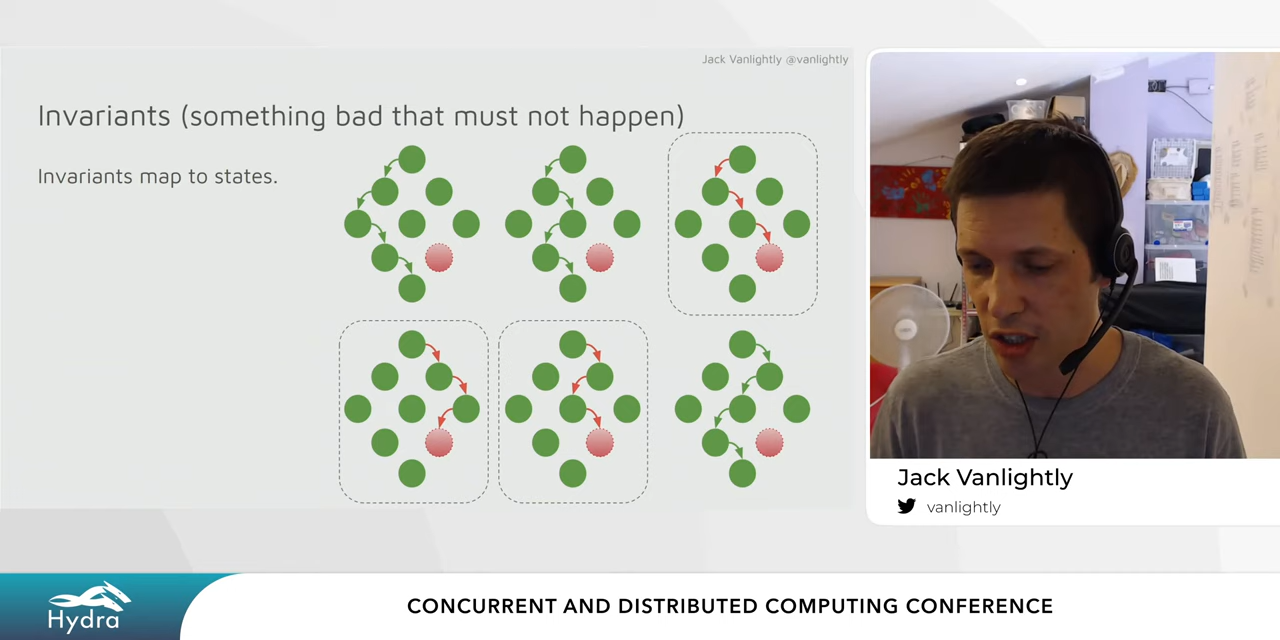 Jack Vanlightly @vanlightly
Invariants (something bad that must not happen)
Invariants map to states.
Jack Vanlightly
vanlightly
Hydra
CONCURRENT AND DISTRIBUTED COMPUTING CONFERENCE